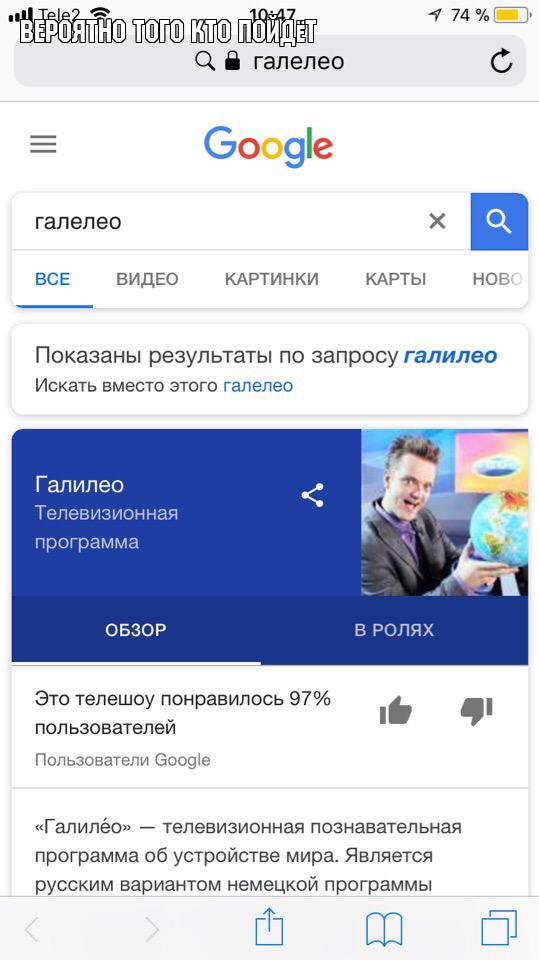 Tele2 10:47 74 %
ВЕРОЯТНО ТОГО КТО ПОЙДЕТ
галелео
Google
галелео
ВСЕ ВИДЕО КАРТИНКИ КАРТЫ НОВО
Показаны результаты по запросу галилео
Искать вместо этого галелео
Галилео
Телевизионная
программа
ОБЗОР В РОЛЯХ
Это телешоу понравилось 97%
пользователей
Пользователи Google
«Галиле́о» — телевизионная познавательная
программа об устройстве мира. Является
русским вариантом немецкой программы